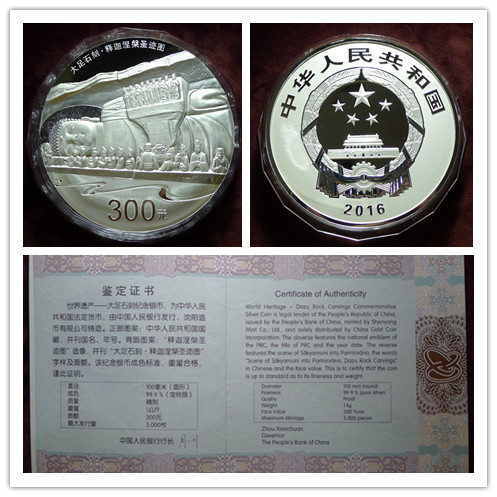 大足石刻·释迦涅槃圣迹图
300元
中华人民共和国
2016
鉴定证书
世界遗产——大足石刻纪念银币,为中华人民共
和国法定货币,由中国人民银行发行,沈阳造
币有限公司铸造。正面图案:中华人民共和国国
徽,并刊国名、年号。背面图案:“释迦涅槃圣
迹图”造像,并刊“大足石刻·释迦涅槃圣迹图”
字样及面额。该纪念银币成色标准,重量合格,
谨此证明。
直径 100毫米(圆形)
成色 99.9%(含纯银)
质量 精制
重量 1公斤
面额 300元
最大发行量 5,000枚
中国人民银行行长
Certificate of Authenticity
World Heritage – Dazu Rock Carvings Commemorative
Silver Coin is legal tender of the People's Republic of China,
issued by the People's Bank of China, minted by Shenyang
Mint Co., Ltd., and solely distributed by China Gold Coin
Incorporation. The obverse features the national emblem of
the PRC, the title of PRC and the year date. The reverse
features the scene of Sākyamuni into Parinirvāna, the words
"Scene of Sākyamuni into Parinirvāna, Dazu Rock Carvings"
in Chinese and the face value. This is to certify that the coin
is up to standard as to its fineness and weight.
Diameter 100 mm (round)
Fineness 99.9% (pure silver)
Quality Proof
Weight 1 kg
Face Value 300 Yuan
Maximum Mintage 5,000 pieces
Zhou Xiaochuan
Governor
The People's Bank of China